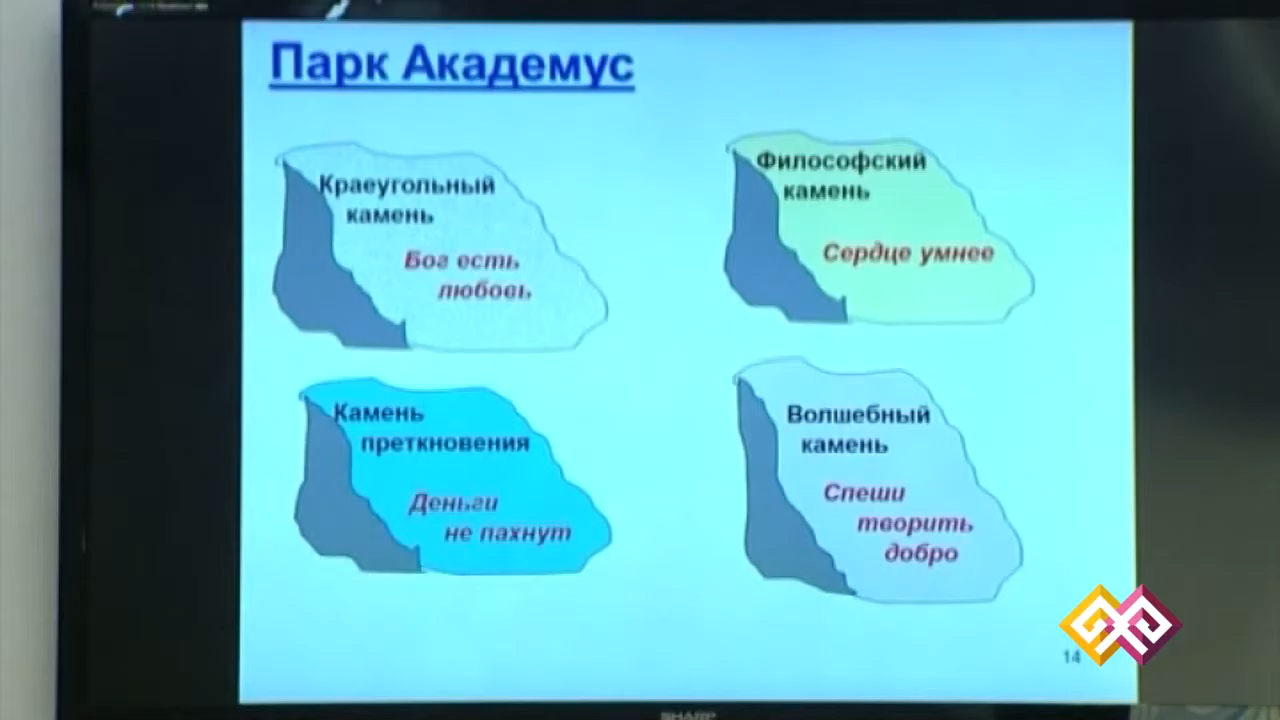 Парк Академус
Краеугольный
камень
Бог есть
любовь
Философский
камень
Сердце умнее
Камень
преткновения
Деньги
не пахнут
Волшебный
камень
Спеши
творить
добро
14
SHARP